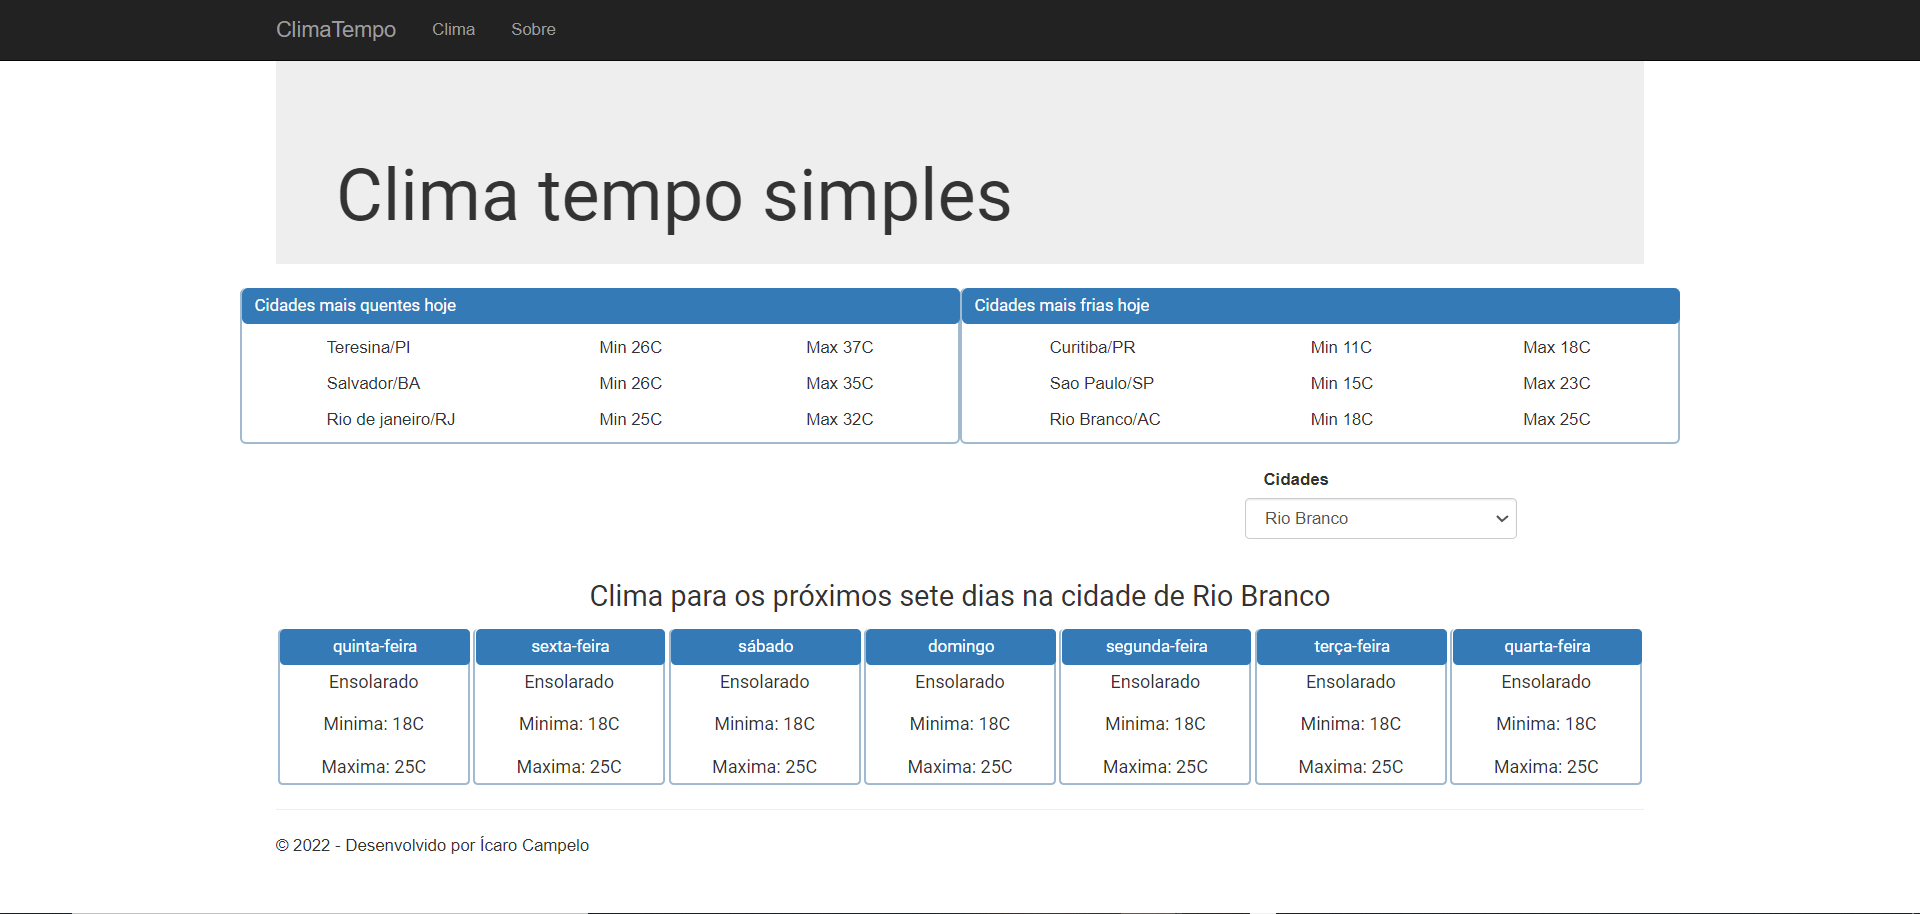 ClimaTempo Clima Sobre
Clima tempo simples
Cidades mais quentes hoje
Teresina/PI Min 26C Max 37C
Salvador/BA Min 26C Max 35C
Rio de janeiro/RJ Min 25C Max 32C
Cidades mais frias hoje
Curitiba/PR Min 11C Max 18C
Sao Paulo/SP Min 15C Max 23C
Rio Branco/AC Min 18C Max 25C
Cidades
Rio Branco
Clima para os próximos sete dias na cidade de Rio Branco
quinta-feira sexta-feira sábado domingo segunda-feira terça-feira quarta-feira
Ensolarado Ensolarado Ensolarado Ensolarado Ensolarado Ensolarado Ensolarado
Minima: 18C Minima: 18C Minima: 18C Minima: 18C Minima: 18C Minima: 18C Minima: 18C
Maxima: 25C Maxima: 25C Maxima: 25C Maxima: 25C Maxima: 25C Maxima: 25C Maxima: 25C
© 2022 - Desenvolvido por Ícaro Campelo